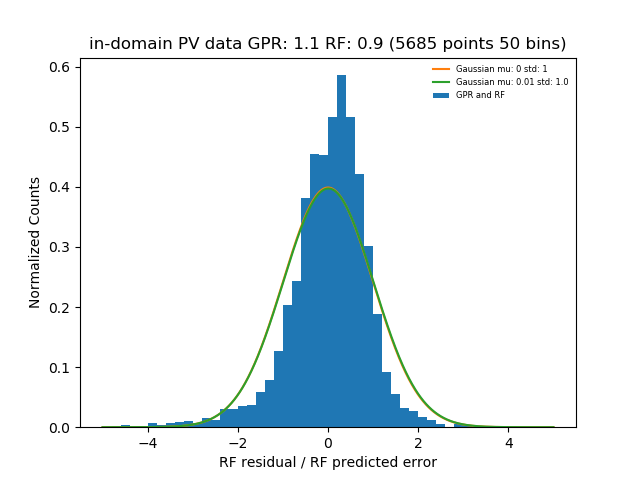 in-domain PV data GPR: 1.1 RF: 0.9 (5685 points 50 bins)
Gaussian mu: 0 std: 1
Gaussian mu: 0.01 std: 1.0
GPR and RF
Normalized Counts
0.6
0.5
0.4
0.3
0.2
0.1
0.0
−4 −2 0 2 4
RF residual / RF predicted error